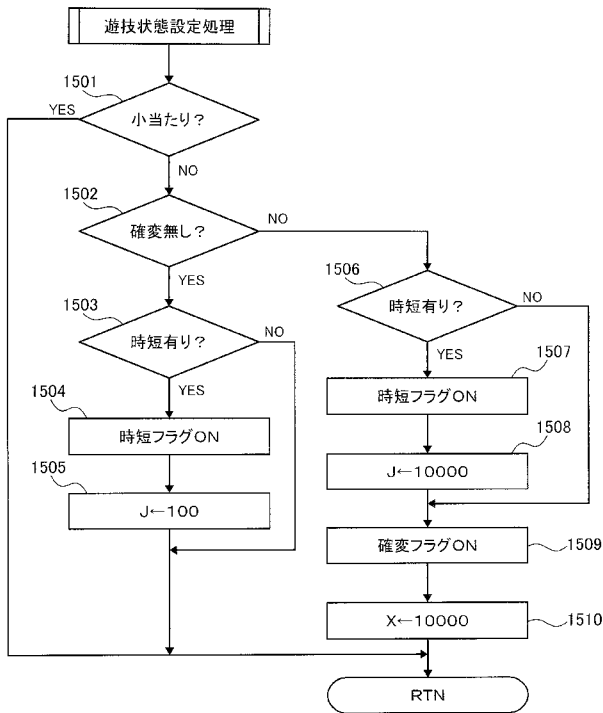 遊技状態設定処理
1501
YES
小当たり？
NO
1502
確変無し？
NO
YES
1503
時短有り？
NO
YES
1504
時短フラグON
1505
J←100
1506
時短有り？
NO
YES
1507
時短フラグON
1508
J←10000
確変フラグON
1509
X←10000
1510
RTN